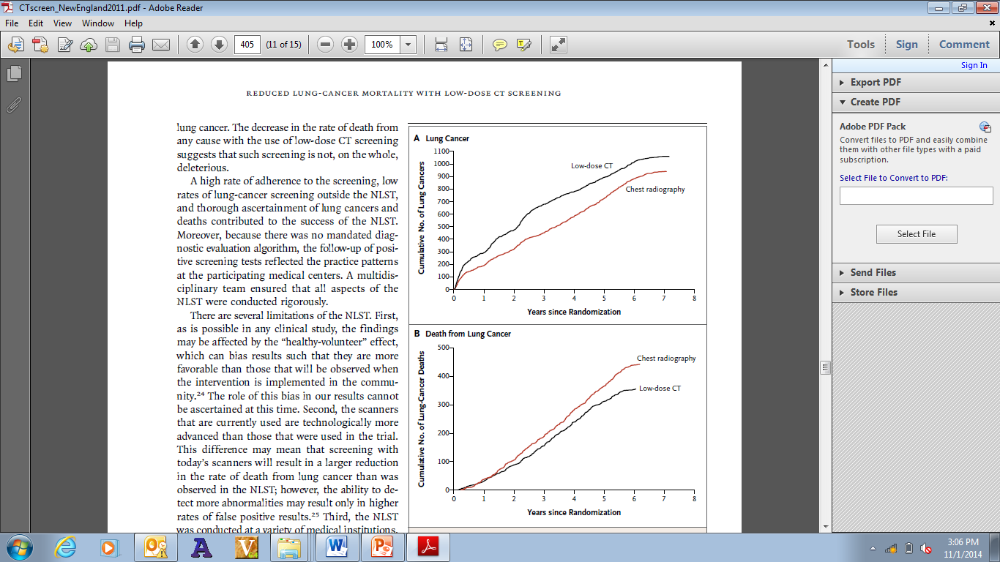 CTscreen_NewEngland2011.pdf - Adobe Reader
File Edit View Window Help
405 (11 of 15) 100% Tools Sign Comment
Sign In
Export PDF
Create PDF
Adobe PDF Pack
Convert files to PDF and easily combine
them with other file types with a paid
subscription.
Select File to Convert to PDF:
Select File
Send Files
Store Files
REDUCED LUNG-CANCER MORTALITY WITH LOW-DOSE CT SCREENING
lung cancer. The decrease in the rate of death from
any cause with the use of low-dose CT screening
suggests that such screening is not, on the whole,
deleterious.
A high rate of adherence to the screening, low
rates of lung-cancer screening outside the NLST,
and thorough ascertainment of lung cancers and
deaths contributed to the success of the NLST.
Moreover, because there was no mandated diag-
nostic evaluation algorithm, the follow-up of posi-
tive screening tests reflected the practice patterns
at the participating medical centers. A multidis-
ciplinary team ensured that all aspects of the
NLST were conducted rigorously.
There are several limitations of the NLST. First,
as is possible in any clinical study, the findings
may be affected by the “healthy-volunteer” effect,
which can bias results such that they are more
favorable than those that will be observed when
the intervention is implemented in the commu-
nity.²⁴ The role of this bias in our results cannot
be ascertained at this time. Second, the scanners
that are currently used are technologically more
advanced than those that were used in the trial.
This difference may mean that screening with
today’s scanners will result in a larger reduction
in the rate of death from lung cancer than was
observed in the NLST; however, the ability to de-
tect more abnormalities may result only in higher
rates of false positive results.²⁵ Third, the NLST
was conducted at a variety of medical institutions,
A Lung Cancer
Cumulative No. of Lung Cancers
1100
1000
900
800
700
600
500
400
300
200
100
0
Low-dose CT
Chest radiography
0 1 2 3 4 5 6 7 8
Years since Randomization
B Death from Lung Cancer
Cumulative No. of Lung-Cancer Deaths
500
400
300
200
100
0
Chest radiography
Low-dose CT
0 1 2 3 4 5 6 7 8
Years since Randomization
3:06 PM
11/1/2014